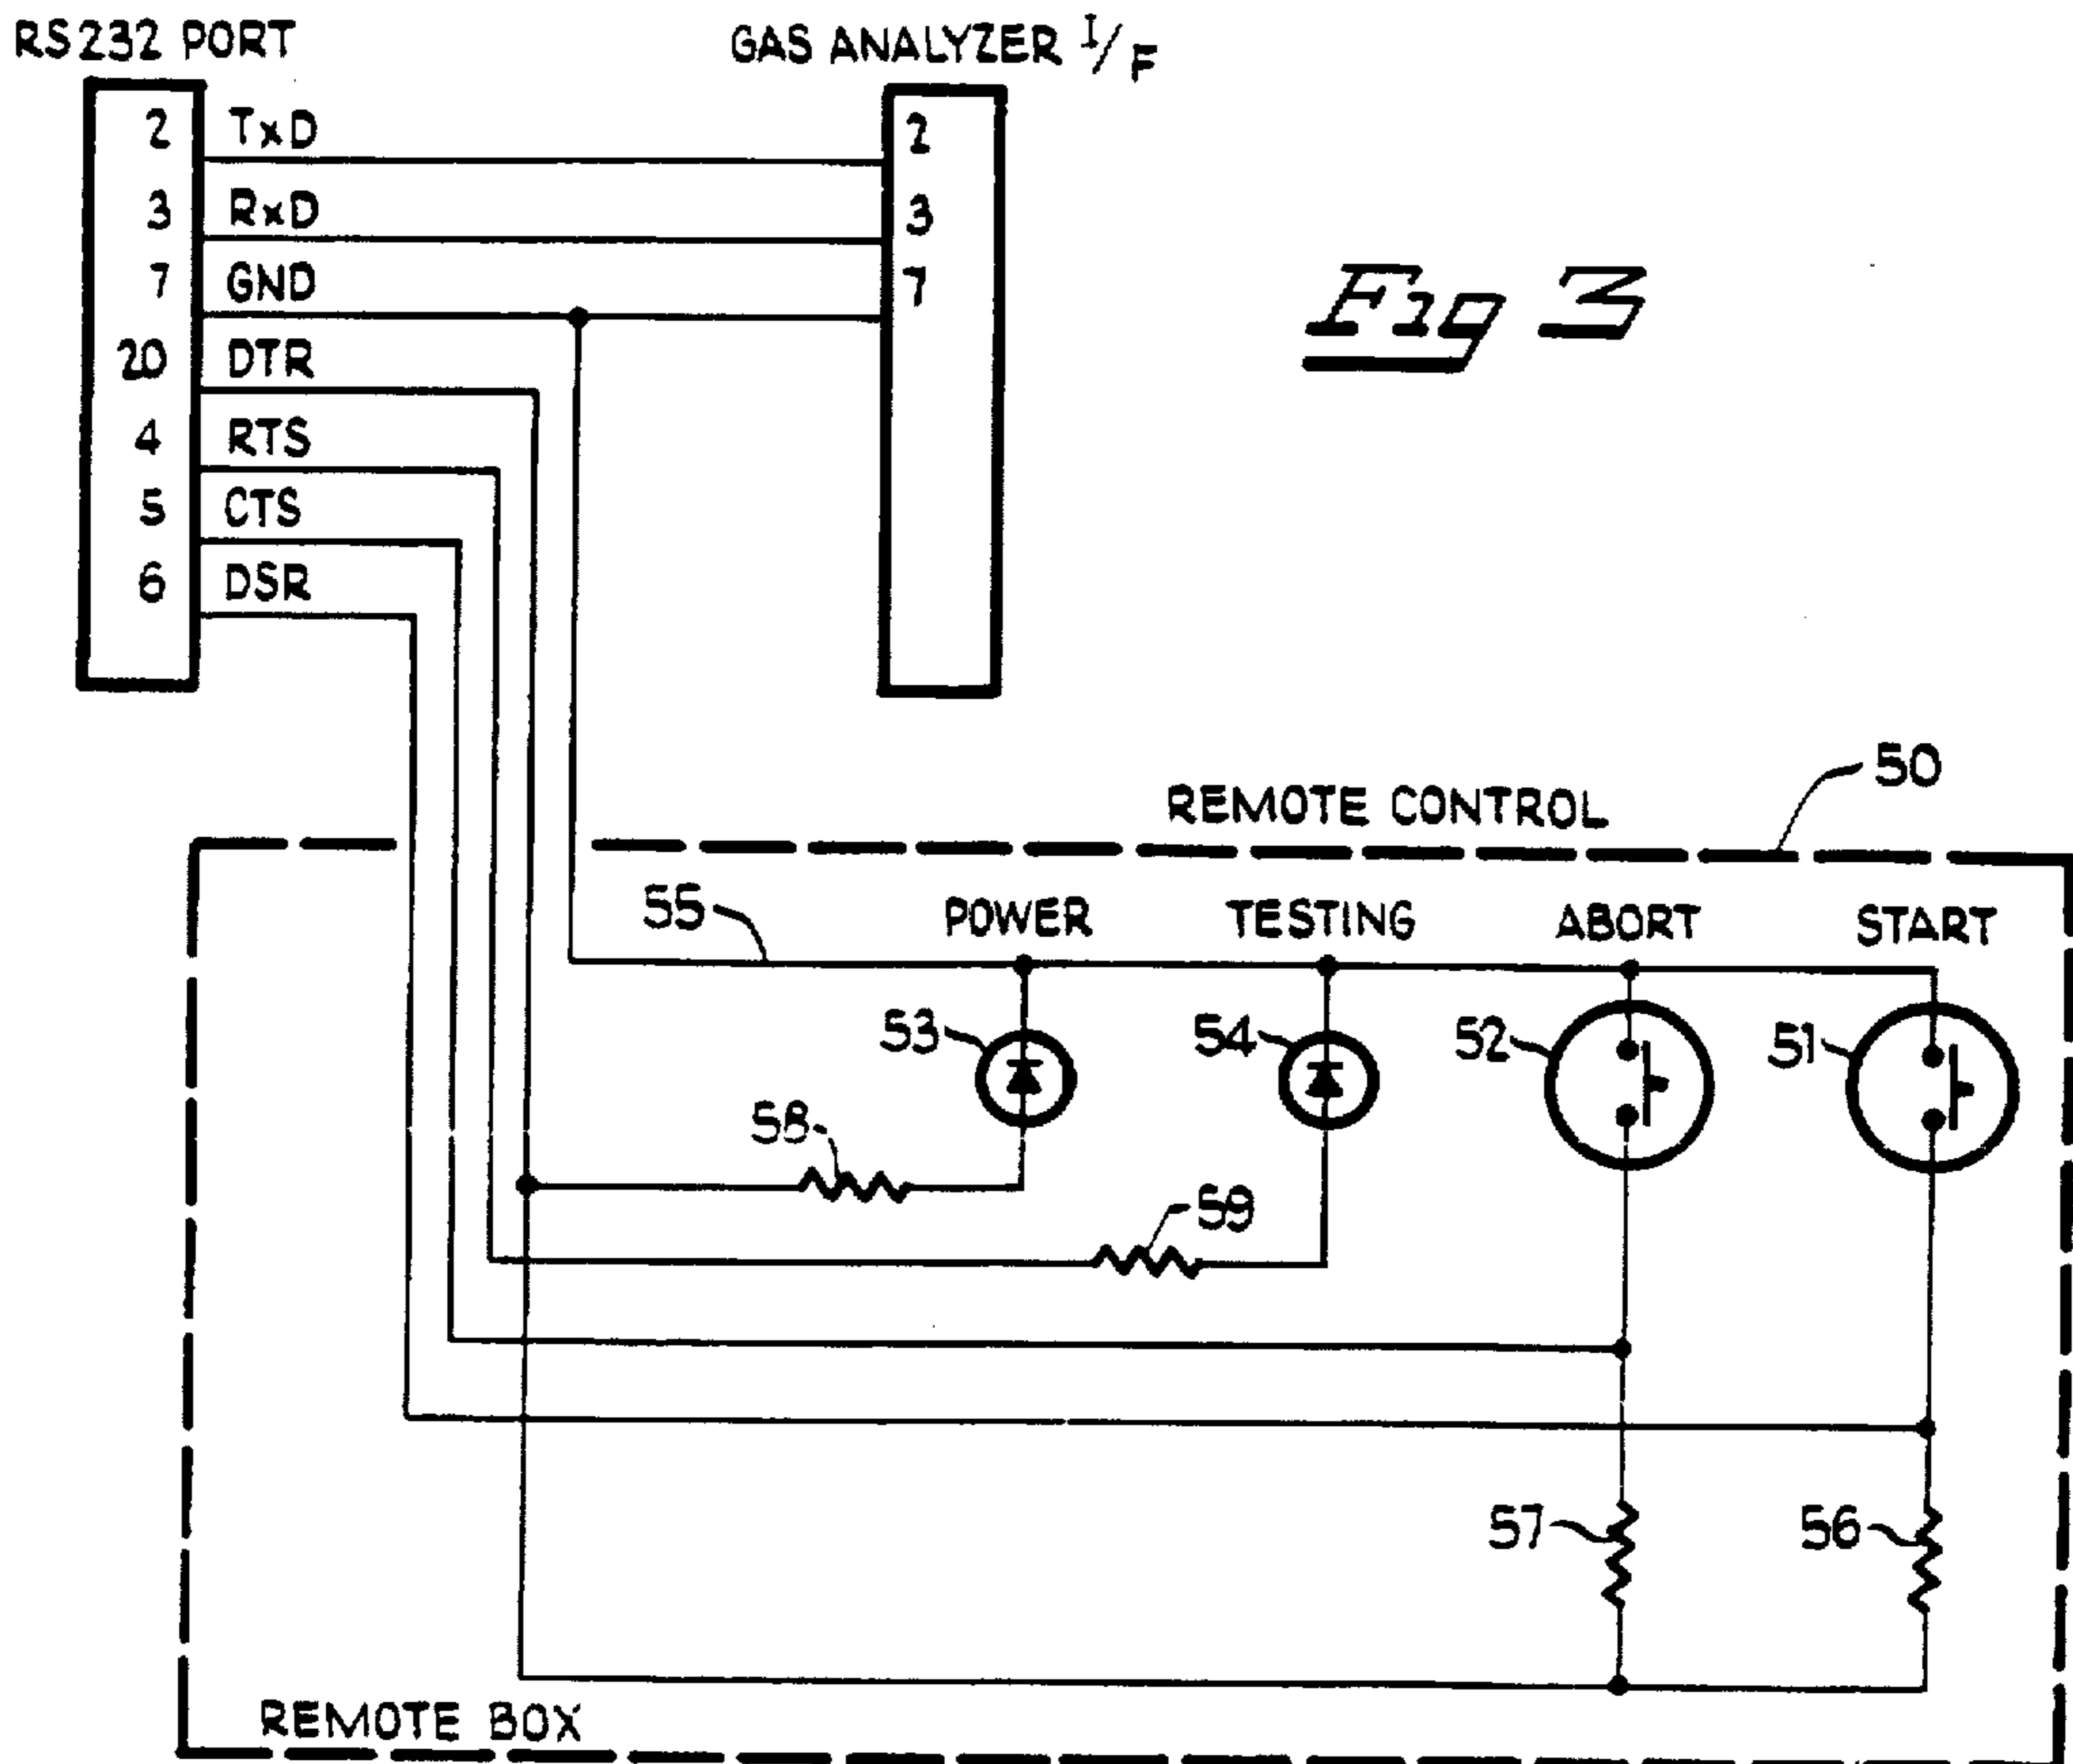 RS232 PORT
GAS ANALYZER I/F
2 TxD
3 RxD
7 GND
20 DTR
4 RTS
5 CTS
6 DSR
2
3
7
Fig 3
REMOTE CONTROL
50
55
POWER
TESTING
ABORT
START
53
54
52
51
58
59
57
56
REMOTE BOX